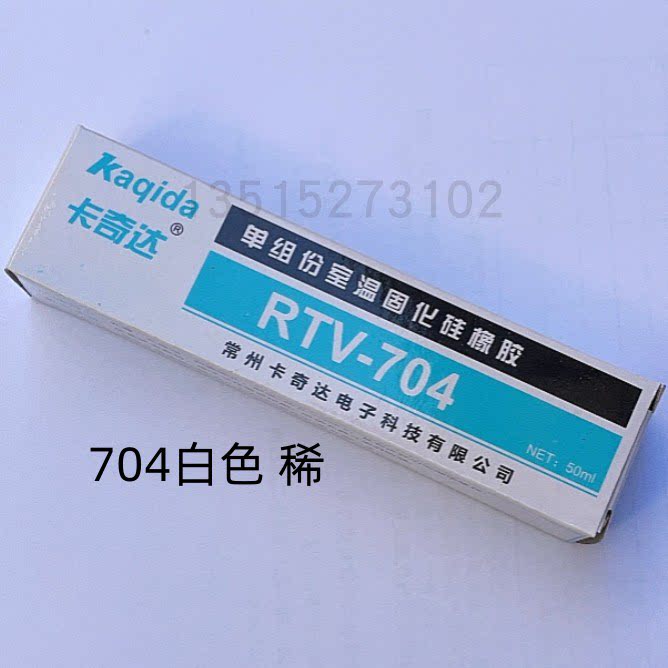 Kaqida
卡奇达®
13515273102
单组份室温固化硅橡胶
RTV-704
常州卡奇达电子科技有限公司
NET: 50ml
704白色 稀